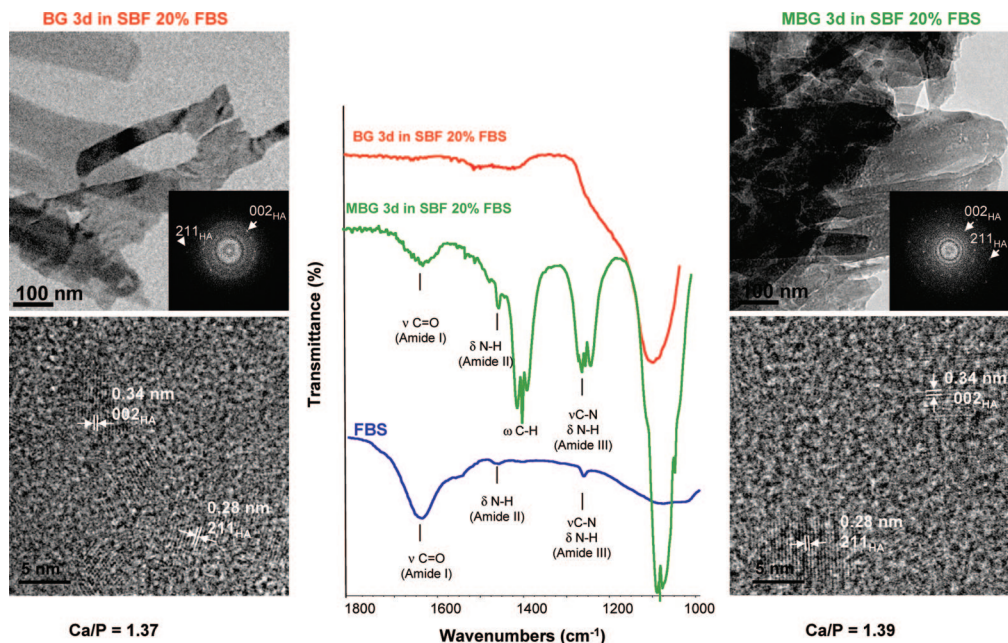 BG 3d in SBF 20% FBS
002HA
211HA
100 nm
0.34 nm
002HA
0.28 nm
211HA
5 nm
Ca/P = 1.37
BG 3d in SBF 20% FBS
MBG 3d in SBF 20% FBS
ν C=O
(Amide I)
δ N-H
(Amide II)
ω C-H
νC-N
δ N-H
(Amide III)
FBS
ν C=O
(Amide I)
δ N-H
(Amide II)
νC-N
δ N-H
(Amide III)
Transmittance (%)
1800 1600 1400 1200 1000
Wavenumbers (cm⁻¹)
MBG 3d in SBF 20% FBS
002HA
211HA
100 nm
0.34 nm
002HA
0.28 nm
211HA
5 nm
Ca/P = 1.39